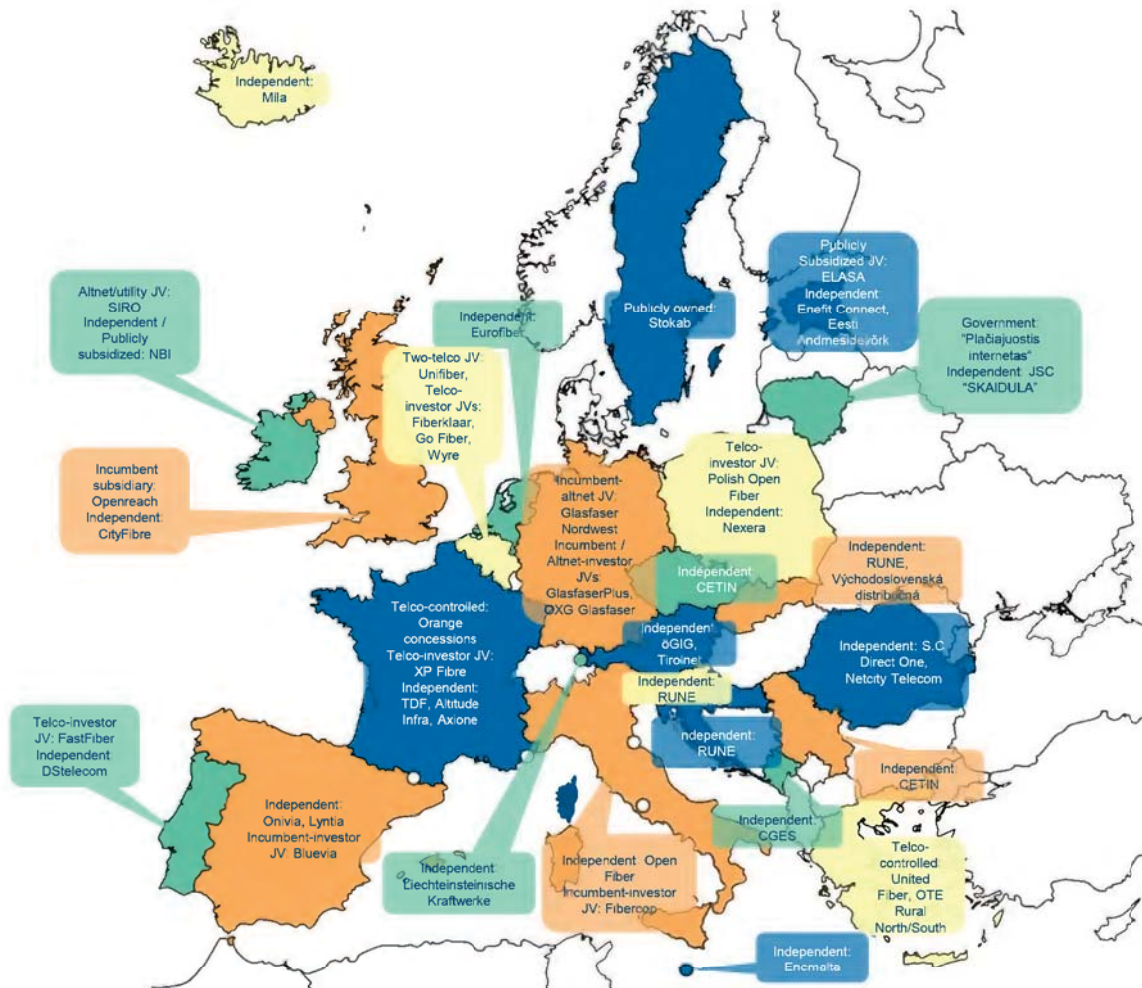 Independent:
Mila
Publicly
Subsidized JV:
ELASA
Independent:
Enefit Connect,
Eesti
Andmesidevõrk
Altnet/utility JV:
SIRO
Independent /
Publicly
subsidized: NBI
Independent:
Eurofiber
Publicly owned:
Stokab
Government:
“Plačiajuostis
internetas“
Independent: JSC
“SKAIDULA”
Two-telco JV:
Unifiber,
Telco-
investor JVs:
Fiberklaar,
Go Fiber,
Wyre
Incumbent
subsidiary:
Openreach
Independent:
CityFibre
Incumbent-
altnet JV:
Glasfaser
Nordwest
Incumbent /
Altnet-investor
JVs:
GlasfaserPlus,
OXG Glasfaser
Telco-
investor JV:
Polish Open
Fiber
Independent:
Nexera
Independent:
CETIN
Independent:
RUNE,
Východoslovenská
distribučná
Telco-controlled:
Orange
concessions
Telco-investor JV:
XP Fibre
Independent:
TDF, Altitude
Infra, Axione
Independent:
öGIG,
Tirolnet
Independent: S.C
Direct One,
Netcity Telecom
Independent:
RUNE
Independent:
RUNE
Telco-investor
JV: FastFiber
Independent:
DStelecom
Independent:
CETIN
Independent:
Onivia, Lyntia
Incumbent-investor
JV: Bluevia
Independent:
CGES
Independent:
Liechtensteinische
Kraftwerke
Independent: Open
Fiber
Incumbent-investor
JV: Fibercop
Telco-
controlled:
United
Fiber, OTE
Rural
North/South
Independent:
Enemalta